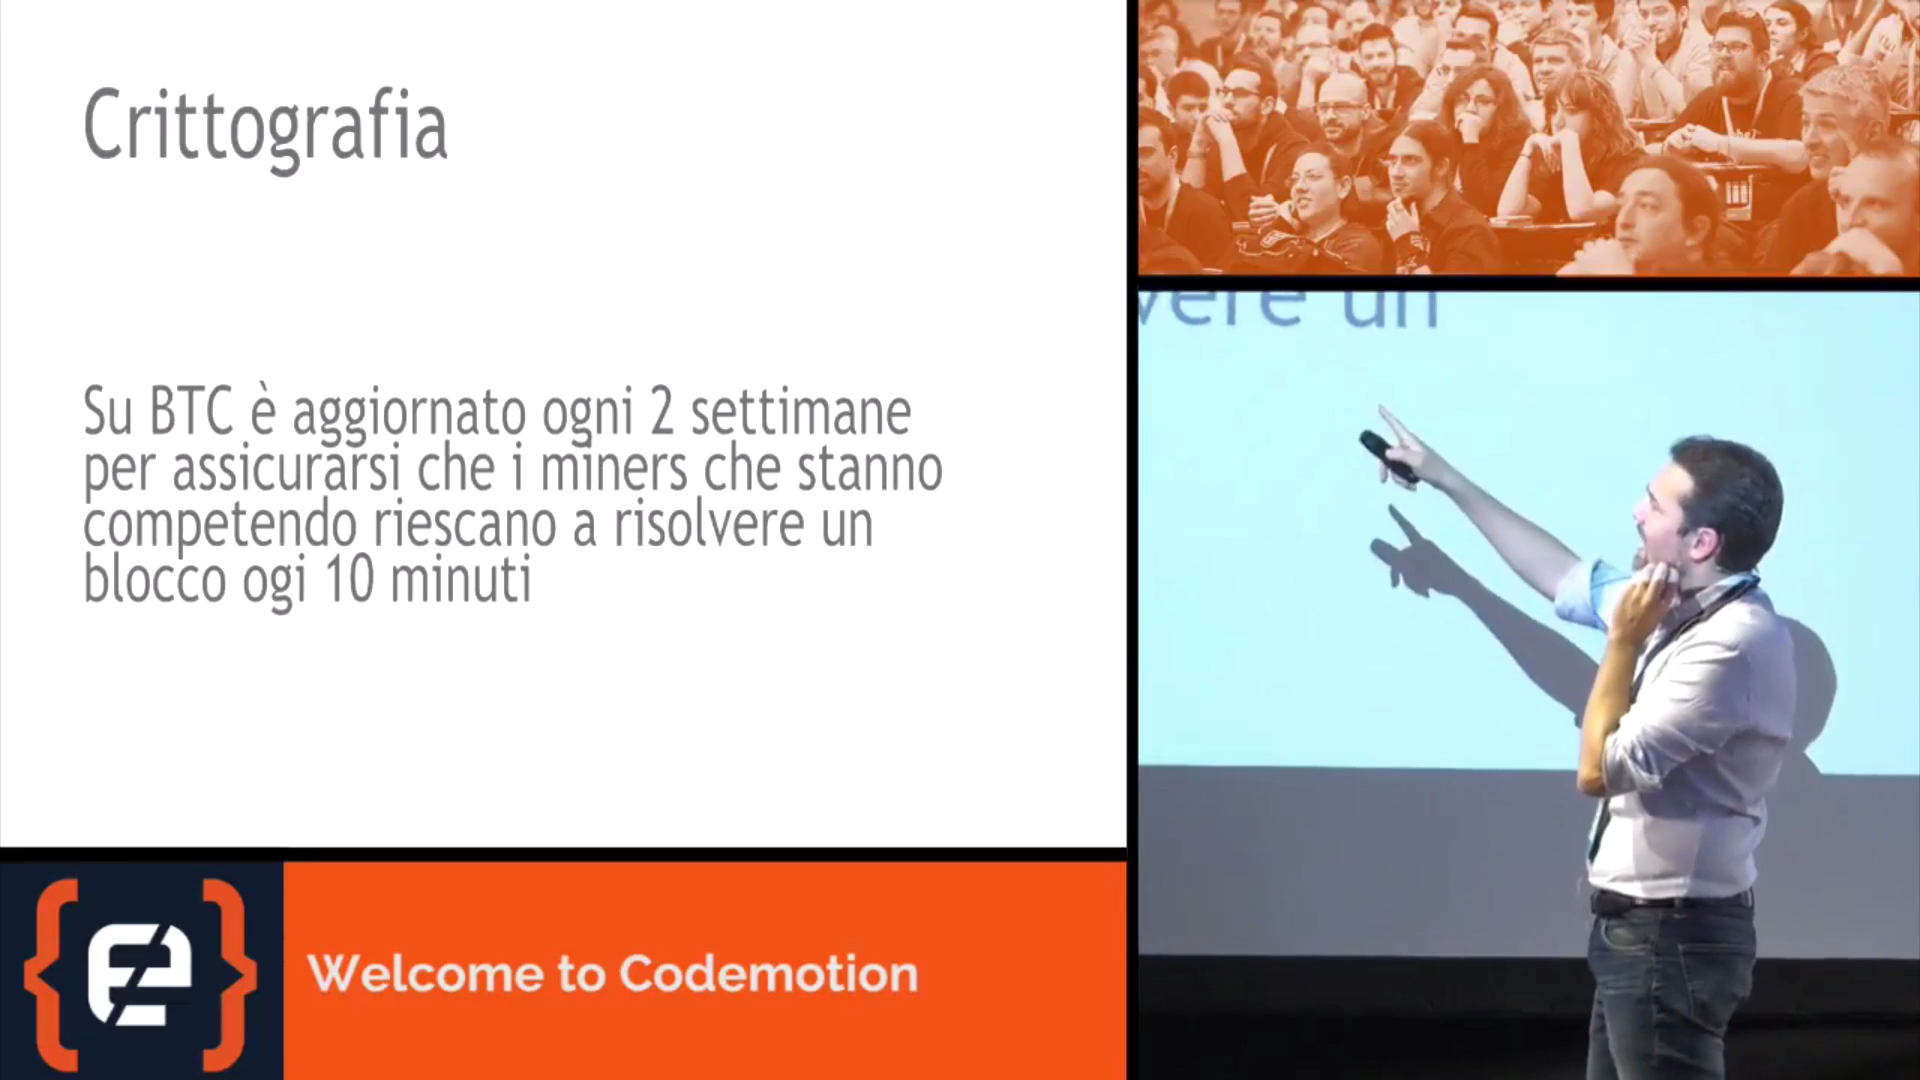 Crittografia
Su BTC è aggiornato ogni 2 settimane
per assicurarsi che i miners che stanno
competendo riescano a risolvere un
blocco ogi 10 minuti
vere un
Welcome to Codemotion